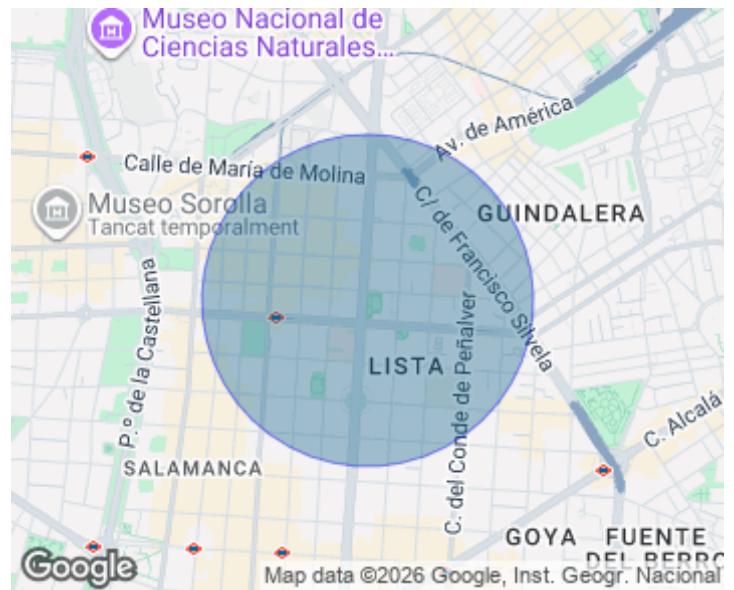 Museo Nacional de
Ciencias Naturales...
Av. de América
Calle de María de Molina
Museo Sorolla
Tancat temporalment
GUINDALERA
C/ de Francisco Silvela
P.º de la Castellana
LISTA
C. del Conde de Peñalver
C. Alcalá
SALAMANCA
GOYA
FUENTE
DEL BERRO
Google
Map data ©2026 Google, Inst. Geogr. Nacional